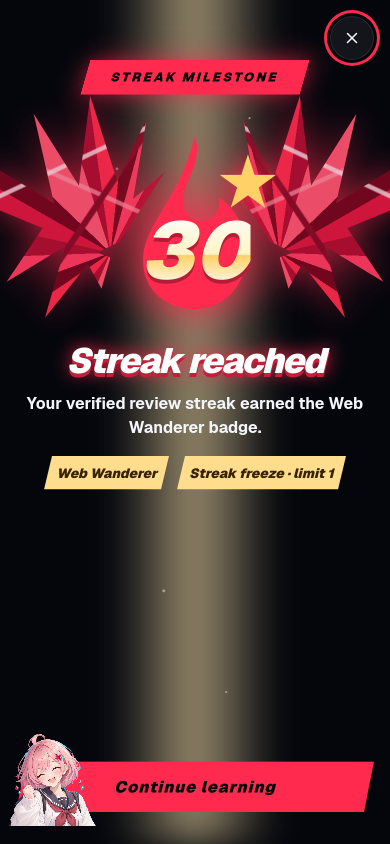 STREAK MILESTONE
30
Streak reached
Your verified review streak earned the Web
Wanderer badge.
Web Wanderer
Streak freeze · limit 1
Continue learning